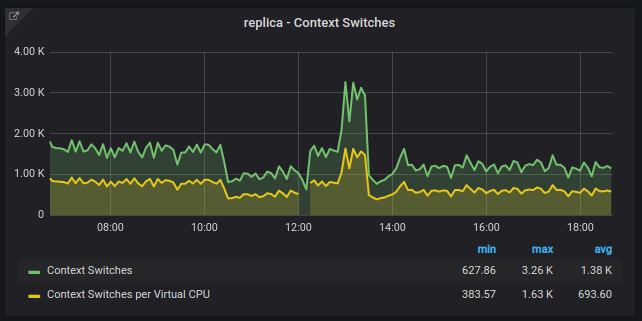 replica - Context Switches
4.00 K
3.00 K
2.00 K
1.00 K
0
08:00 10:00 12:00 14:00 16:00 18:00
min max avg
Context Switches 627.86 3.26 K 1.38 K
Context Switches per Virtual CPU 383.57 1.63 K 693.60